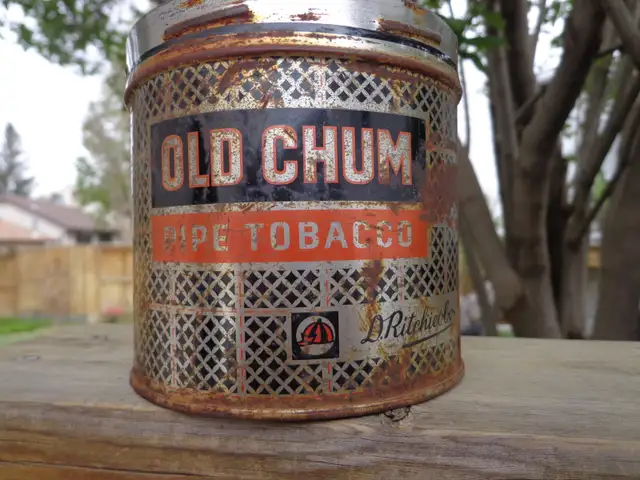 OLD CHUM
PIPE TOBACCO
D Ritchie & Co.